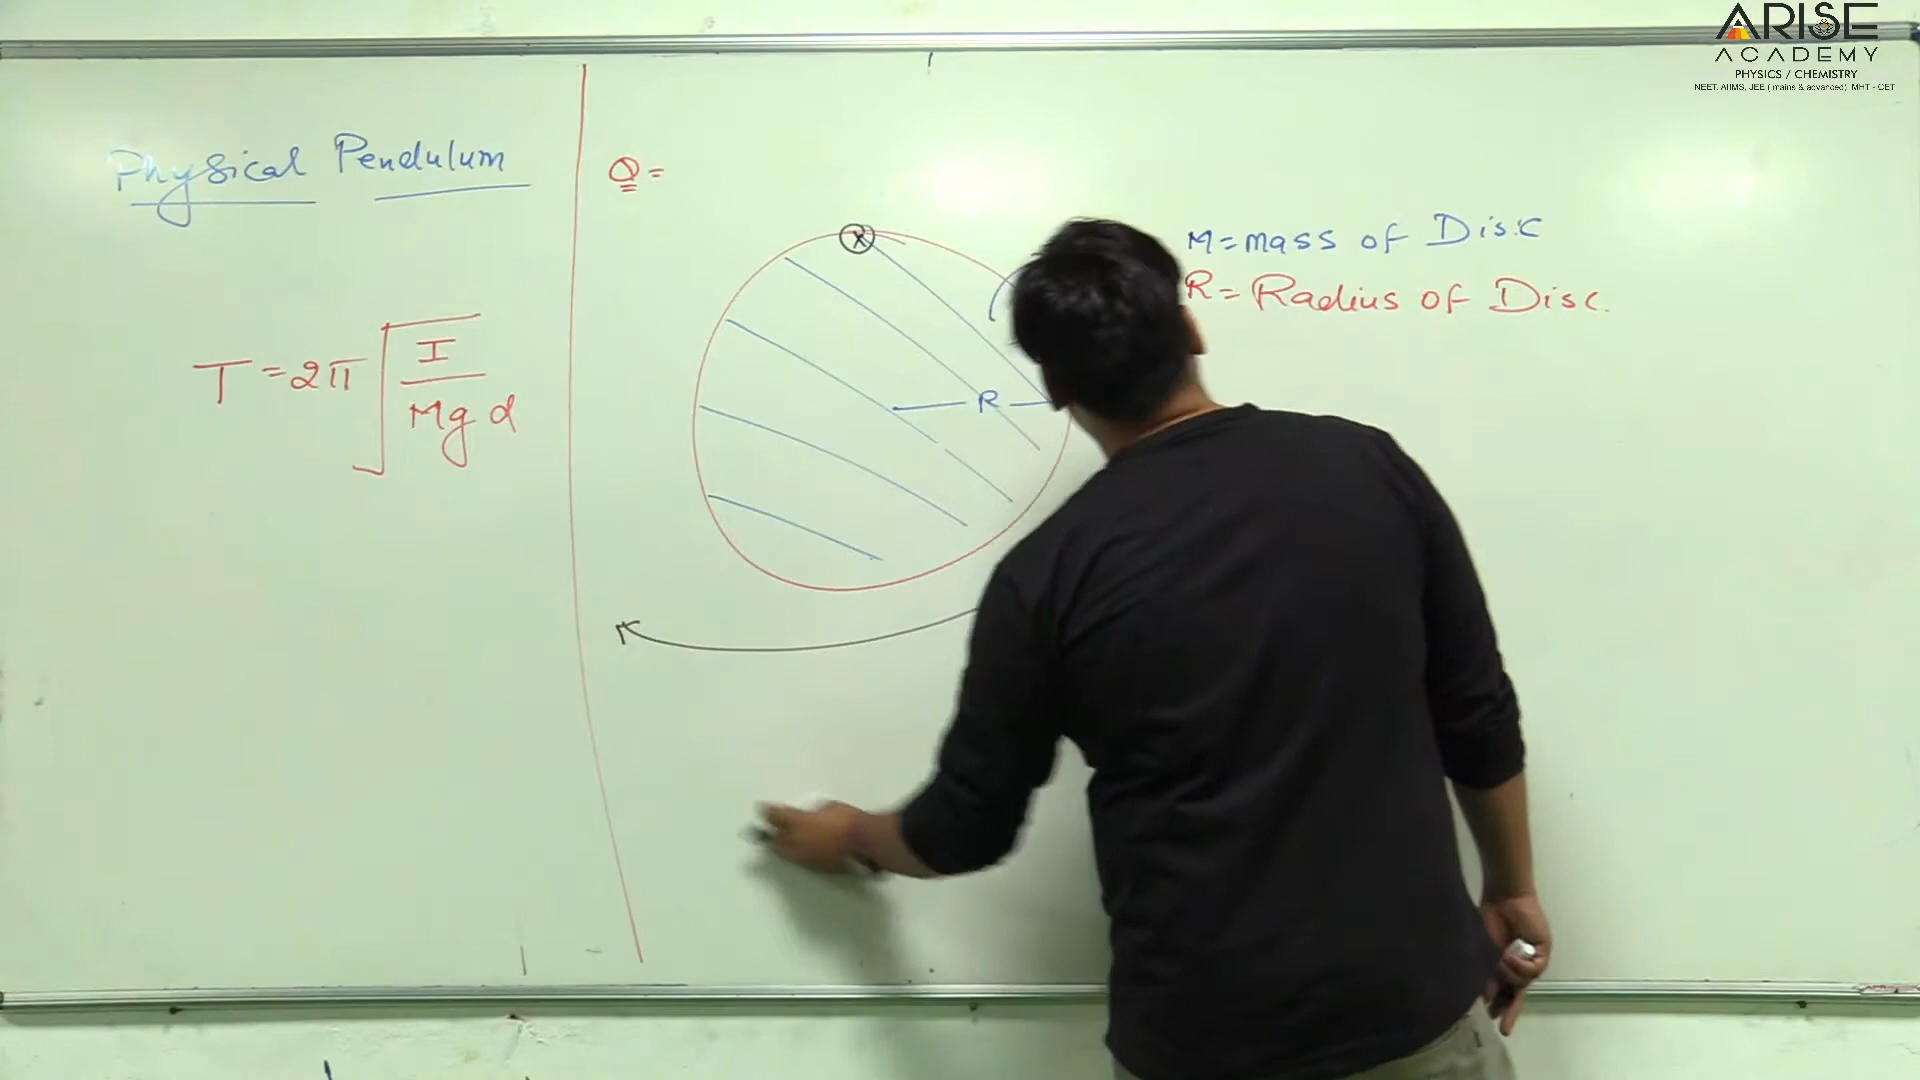 ARISE
ACADEMY
PHYSICS / CHEMISTRY
NEET, AIIMS, JEE ( mains & advanced) MHT - CET
Physical Pendulum
Q =
M = mass of Disc
R = Radius of Disc.
T = 2π √(I / Mgd)
R